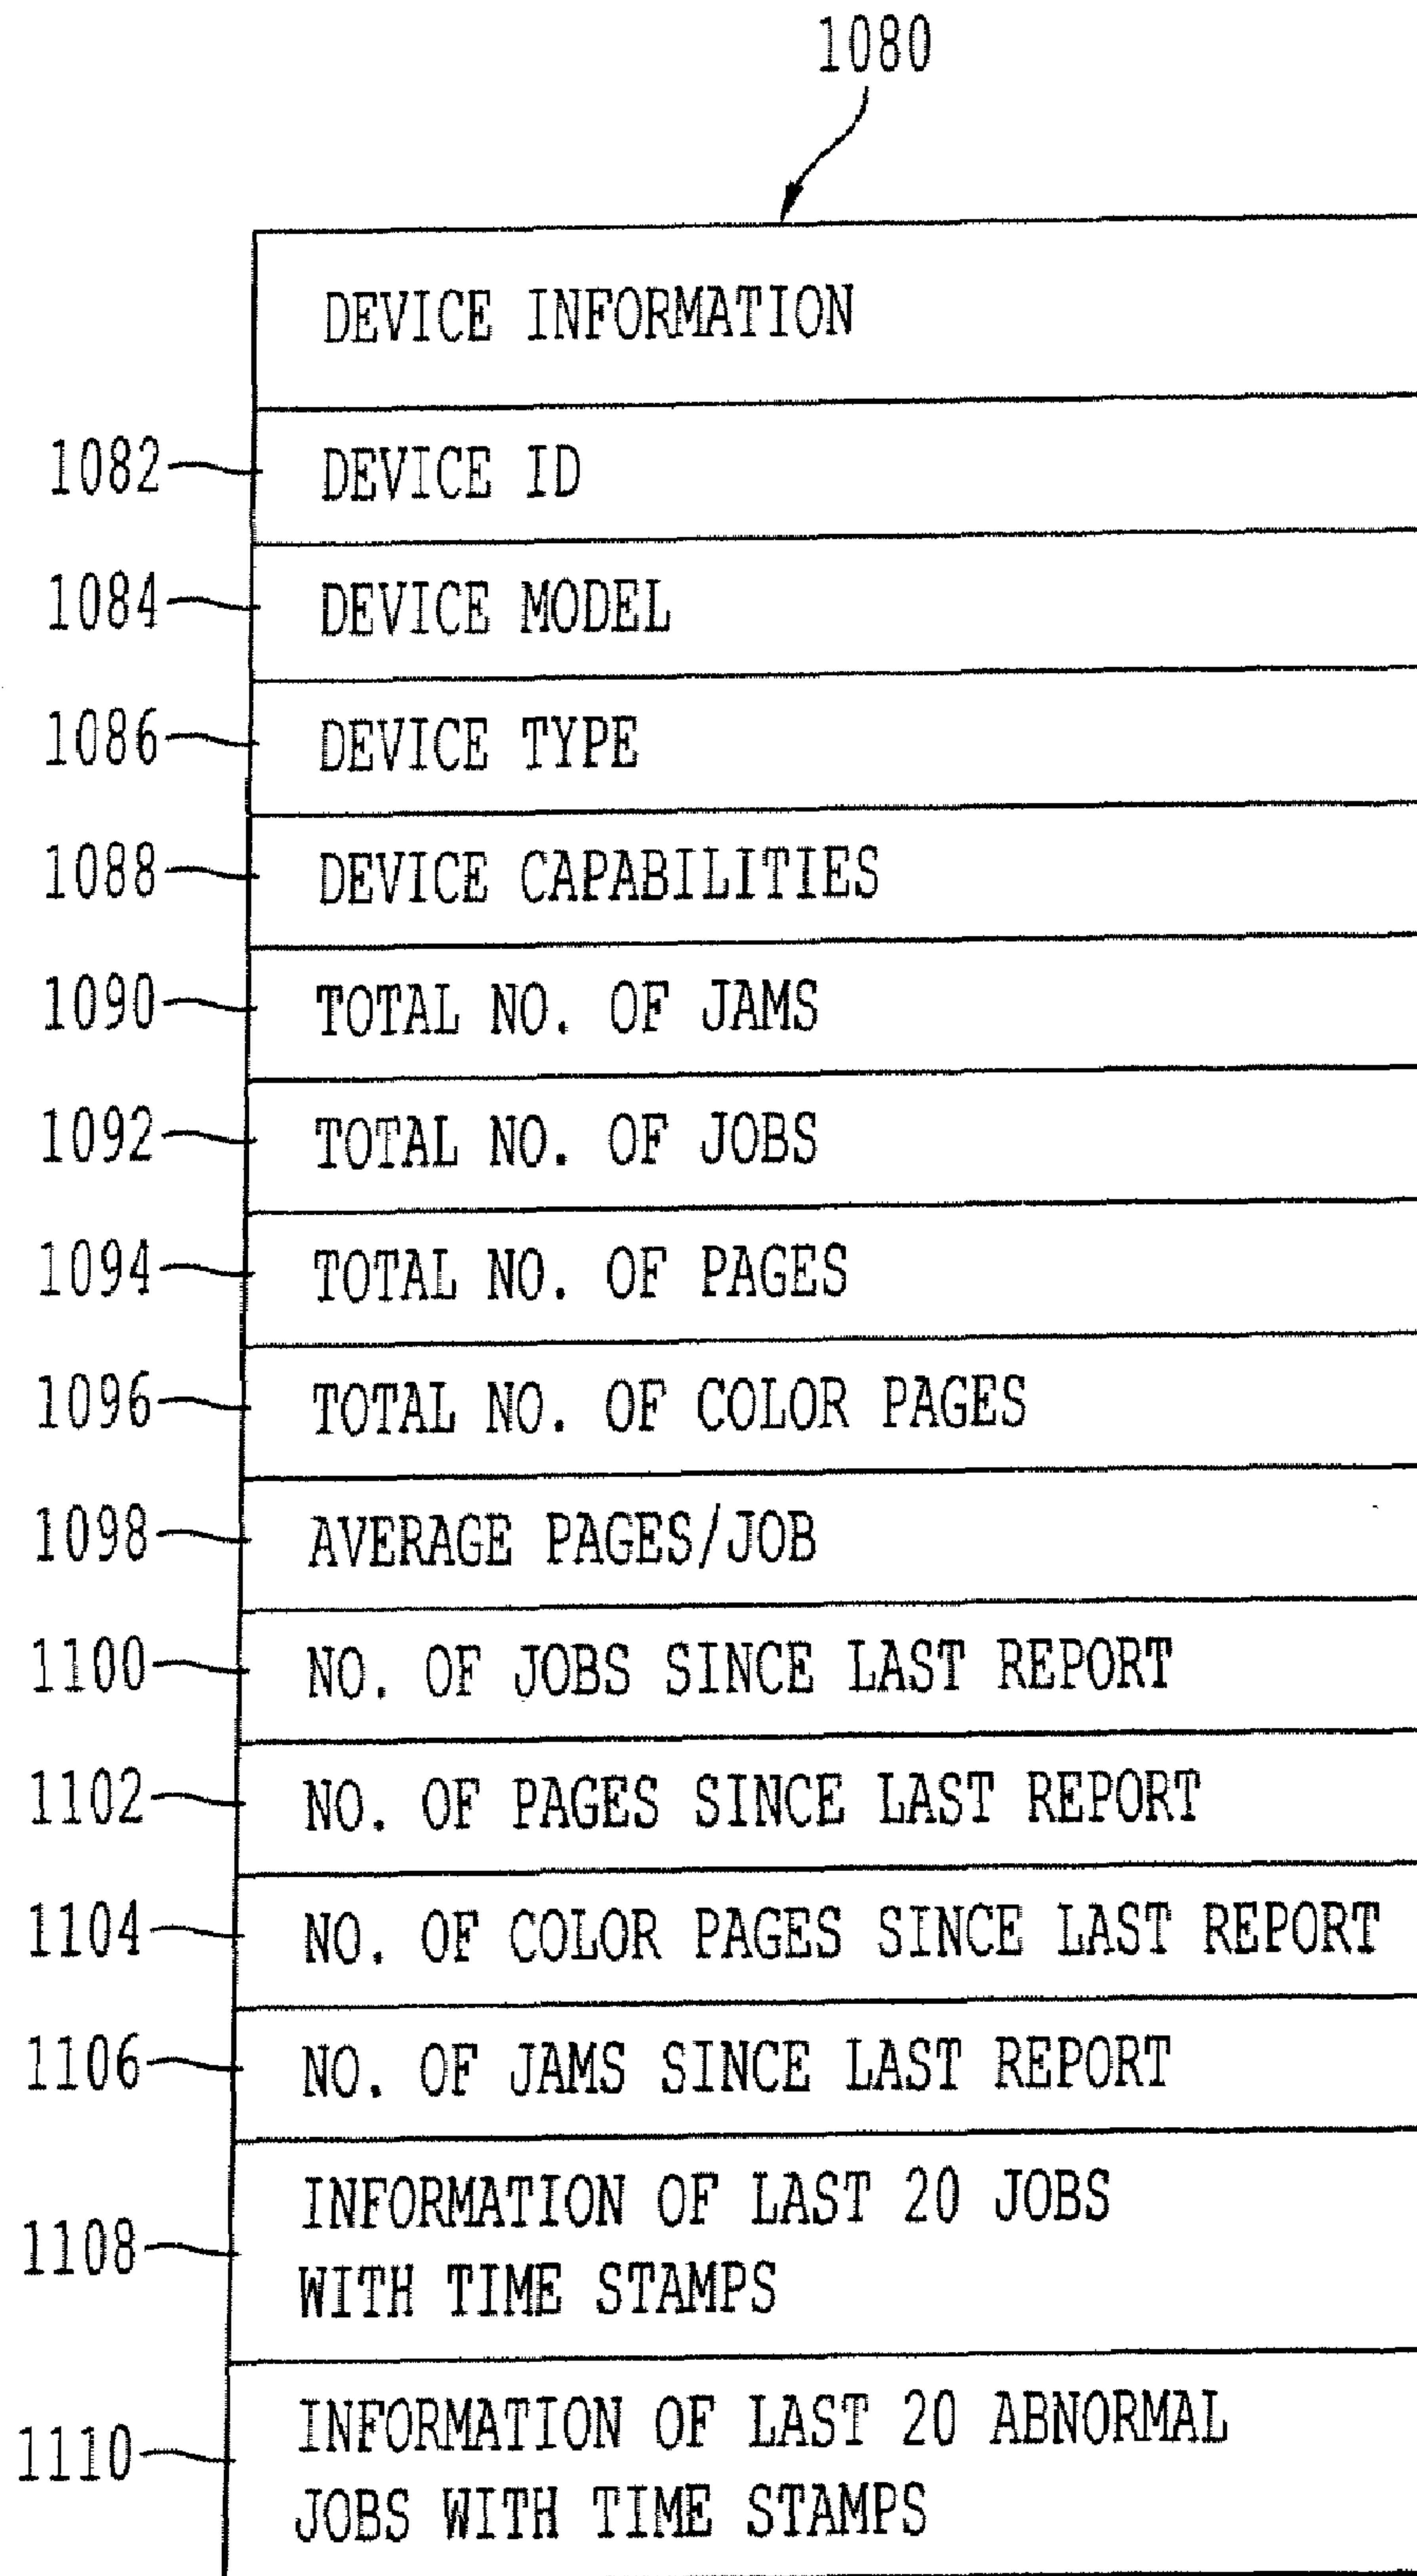 1080
DEVICE INFORMATION
1082 DEVICE ID
1084 DEVICE MODEL
1086 DEVICE TYPE
1088 DEVICE CAPABILITIES
1090 TOTAL NO. OF JAMS
1092 TOTAL NO. OF JOBS
1094 TOTAL NO. OF PAGES
1096 TOTAL NO. OF COLOR PAGES
1098 AVERAGE PAGES/JOB
1100 NO. OF JOBS SINCE LAST REPORT
1102 NO. OF PAGES SINCE LAST REPORT
1104 NO. OF COLOR PAGES SINCE LAST REPORT
1106 NO. OF JAMS SINCE LAST REPORT
INFORMATION OF LAST 20 JOBS
1108 WITH TIME STAMPS
INFORMATION OF LAST 20 ABNORMAL
1110 JOBS WITH TIME STAMPS